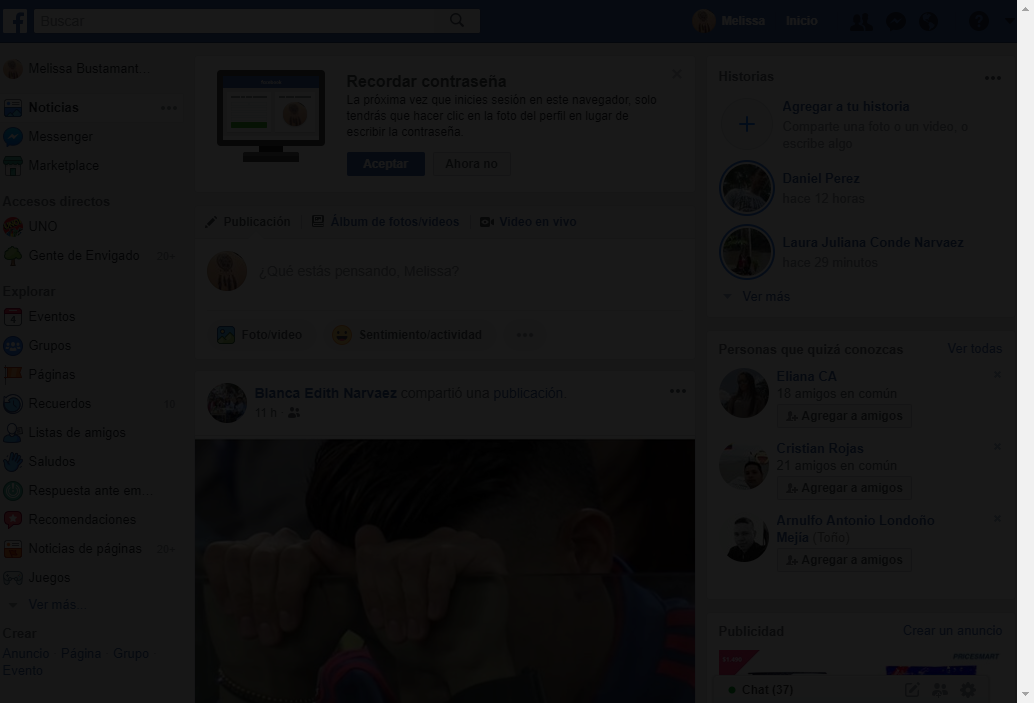 Buscar
Melissa
Inicio
Melissa Bustamant...
Noticias
Messenger
Marketplace
Accesos directos
UNO
Gente de Envigado 20+
Explorar
Eventos
Grupos
Páginas
Recuerdos 10
Listas de amigos
Saludos
Respuesta ante em...
Recomendaciones
Noticias de páginas 20+
Juegos
Ver más...
Crear
Anuncio Página Grupo
Evento
Recordar contraseña
La próxima vez que inicies sesión en este navegador, solo
tendrás que hacer clic en la foto del perfil en lugar de
escribir la contraseña.
Aceptar Ahora no
Publicación Álbum de fotos/videos Video en vivo
¿Qué estás pensando, Melissa?
Foto/video Sentimiento/actividad
Blanca Edith Narvaez compartió una publicación.
11 h
Historias
Agregar a tu historia
Comparte una foto o un video, o
escribe algo
Daniel Perez
hace 12 horas
Laura Juliana Conde Narvaez
hace 29 minutos
Ver más
Personas que quizá conozcas Ver todas
Eliana CA
18 amigos en común
Agregar a amigos
Cristian Rojas
21 amigos en común
Agregar a amigos
Arnulfo Antonio Londoño
Mejía (Toño)
Agregar a amigos
Publicidad Crear un anuncio
Chat (37)